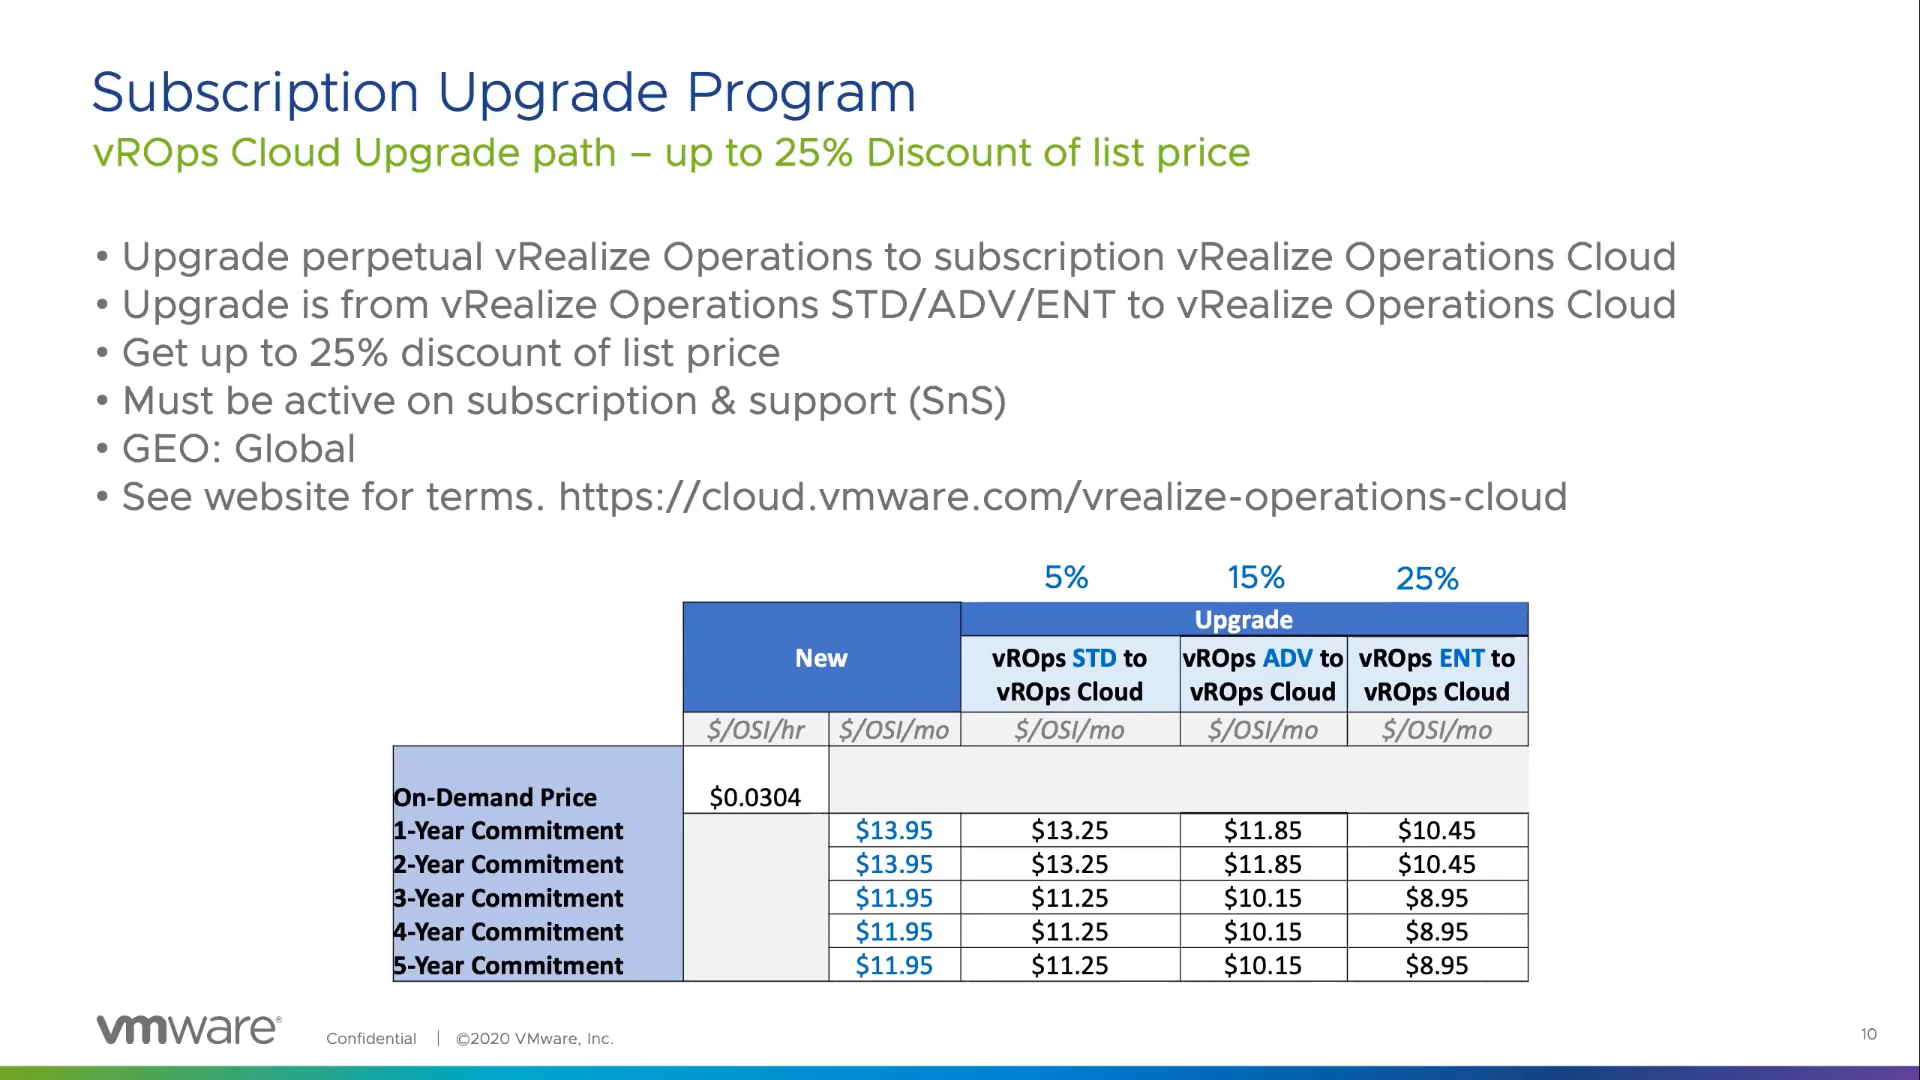 Subscription Upgrade Program
vROps Cloud Upgrade path – up to 25% Discount of list price
• Upgrade perpetual vRealize Operations to subscription vRealize Operations Cloud
• Upgrade is from vRealize Operations STD/ADV/ENT to vRealize Operations Cloud
• Get up to 25% discount of list price
• Must be active on subscription & support (SnS)
• GEO: Global
• See website for terms. https://cloud.vmware.com/vrealize-operations-cloud
5% 15% 25%
New Upgrade
vROps STD to vROps ADV to vROps ENT to
vROps Cloud vROps Cloud vROps Cloud
$/OSI/hr $/OSI/mo $/OSI/mo $/OSI/mo $/OSI/mo
On-Demand Price $0.0304
1-Year Commitment $13.95 $13.25 $11.85 $10.45
2-Year Commitment $13.95 $13.25 $11.85 $10.45
3-Year Commitment $11.95 $11.25 $10.15 $8.95
4-Year Commitment $11.95 $11.25 $10.15 $8.95
5-Year Commitment $11.95 $11.25 $10.15 $8.95
vmware® Confidential | ©2020 VMware, Inc. 10